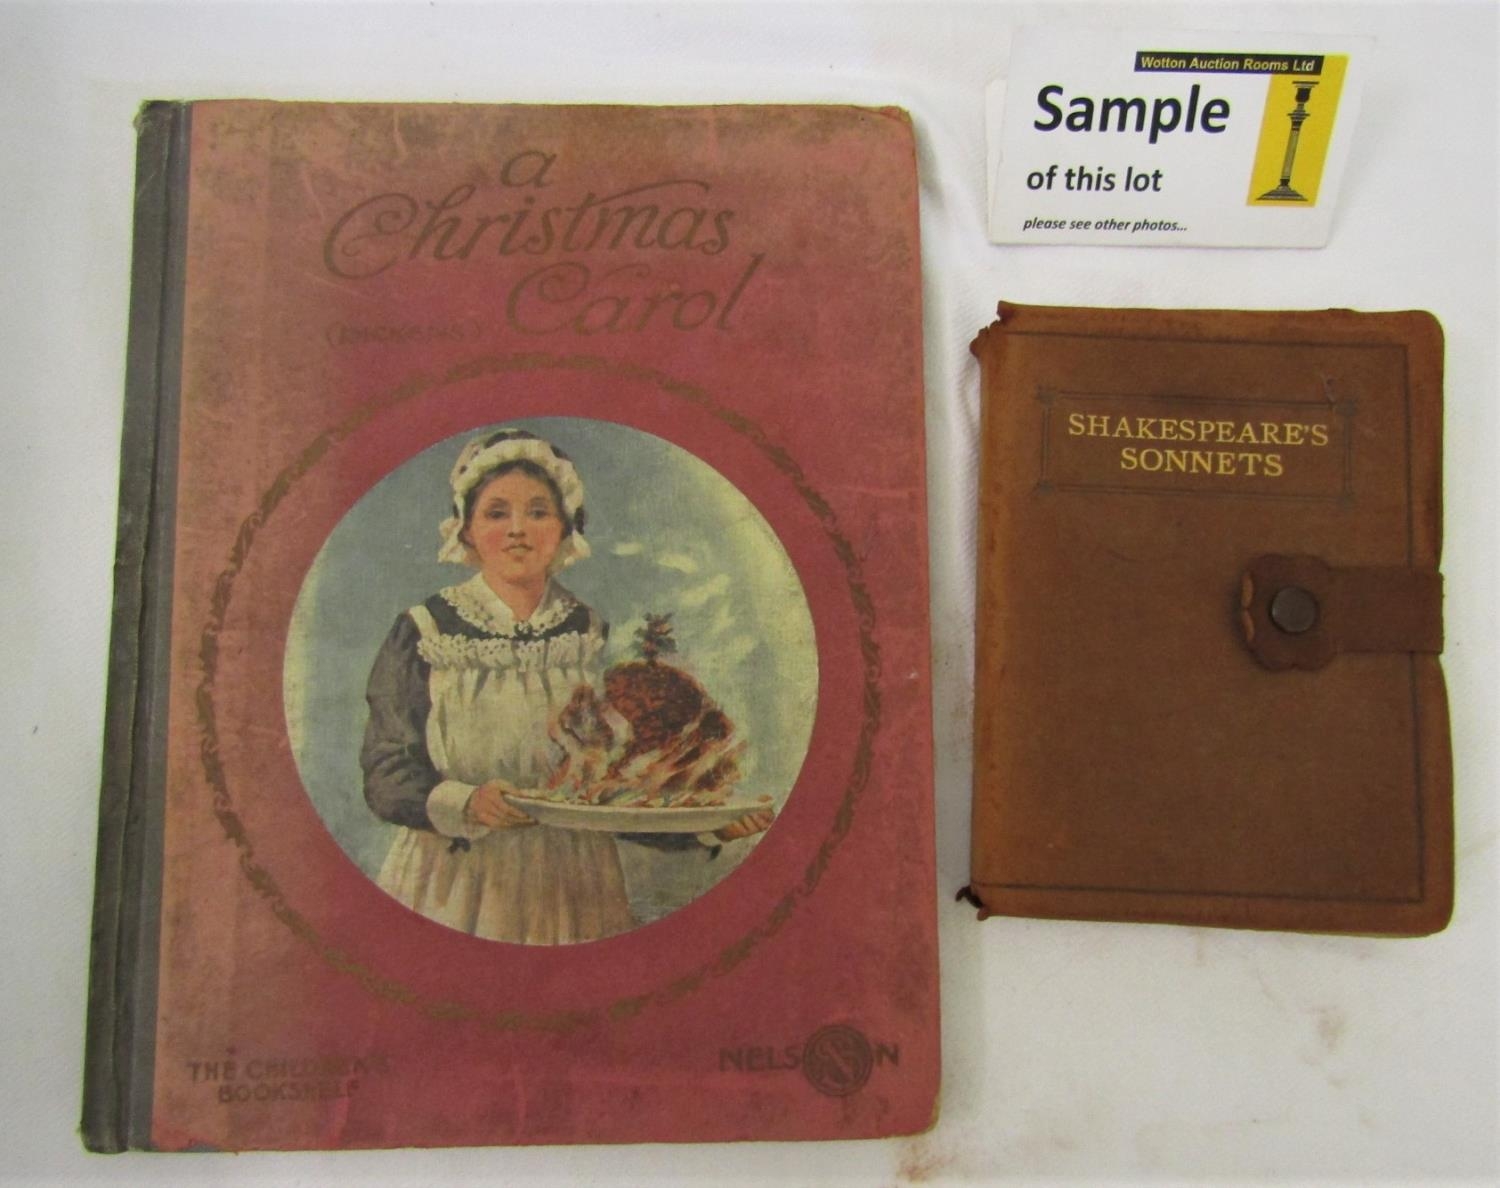 a
Christmas
Carol
(DICKENS)
THE CHILDREN'S
BOOKSHELF
NELSON
Wotton Auction Rooms Ltd
Sample
of this lot
please see other photos...
SHAKESPEARE'S
SONNETS